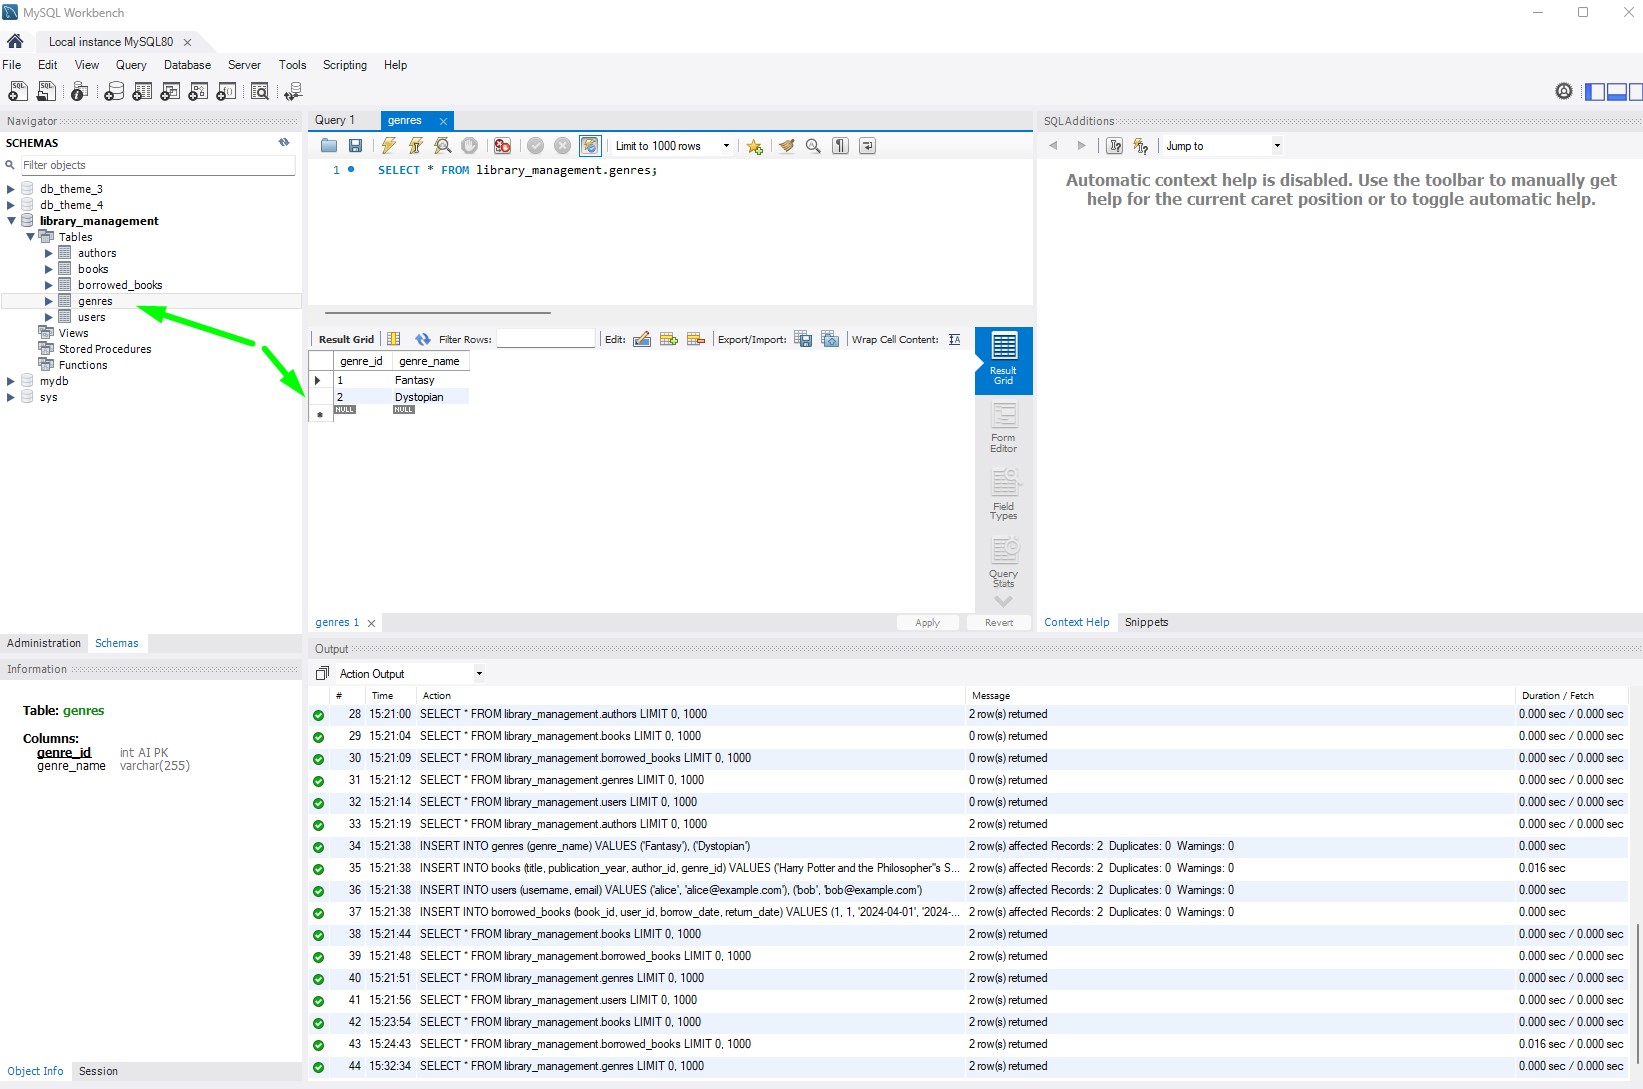 MySQL Workbench
Local instance MySQL80
File Edit View Query Database Server Tools Scripting Help
Navigator
SCHEMAS
Filter objects
db_theme_3
db_theme_4
library_management
Tables
authors
books
borrowed_books
genres
users
Views
Stored Procedures
Functions
mydb
sys
Administration Schemas
Information
Table: genres
Columns:
genre_id int AI PK
genre_name varchar(255)
Object Info Session
Query 1 genres
Limit to 1000 rows
1 SELECT * FROM library_management.genres;
Result Grid Filter Rows: Edit: Export/Import: Wrap Cell Content:
genre_id genre_name
1 Fantasy
2 Dystopian
NULL NULL
Result Grid
Form Editor
Field Types
Query Stats
genres 1 Apply Revert
SQLAdditions
Jump to
Automatic context help is disabled. Use the toolbar to manually get
help for the current caret position or to toggle automatic help.
Context Help Snippets
Output
Action Output
# Time Action Message Duration / Fetch
28 15:21:00 SELECT * FROM library_management.authors LIMIT 0, 1000 2 row(s) returned 0.000 sec / 0.000 sec
29 15:21:04 SELECT * FROM library_management.books LIMIT 0, 1000 0 row(s) returned 0.000 sec / 0.000 sec
30 15:21:09 SELECT * FROM library_management.borrowed_books LIMIT 0, 1000 0 row(s) returned 0.000 sec / 0.000 sec
31 15:21:12 SELECT * FROM library_management.genres LIMIT 0, 1000 0 row(s) returned 0.000 sec / 0.000 sec
32 15:21:14 SELECT * FROM library_management.users LIMIT 0, 1000 0 row(s) returned 0.000 sec / 0.000 sec
33 15:21:19 SELECT * FROM library_management.authors LIMIT 0, 1000 2 row(s) returned 0.000 sec / 0.000 sec
34 15:21:38 INSERT INTO genres (genre_name) VALUES ('Fantasy'), ('Dystopian') 2 row(s) affected Records: 2 Duplicates: 0 Warnings: 0 0.000 sec
35 15:21:38 INSERT INTO books (title, publication_year, author_id, genre_id) VALUES ('Harry Potter and the Philosopher''s S... 2 row(s) affected Records: 2 Duplicates: 0 Warnings: 0 0.016 sec
36 15:21:38 INSERT INTO users (username, email) VALUES ('alice', 'alice@example.com'), ('bob', 'bob@example.com') 2 row(s) affected Records: 2 Duplicates: 0 Warnings: 0 0.000 sec
37 15:21:38 INSERT INTO borrowed_books (book_id, user_id, borrow_date, return_date) VALUES (1, 1, '2024-04-01', '2024-... 2 row(s) affected Records: 2 Duplicates: 0 Warnings: 0 0.000 sec
38 15:21:44 SELECT * FROM library_management.books LIMIT 0, 1000 2 row(s) returned 0.000 sec / 0.000 sec
39 15:21:48 SELECT * FROM library_management.borrowed_books LIMIT 0, 1000 2 row(s) returned 0.000 sec / 0.000 sec
40 15:21:51 SELECT * FROM library_management.genres LIMIT 0, 1000 2 row(s) returned 0.000 sec / 0.000 sec
41 15:21:56 SELECT * FROM library_management.users LIMIT 0, 1000 2 row(s) returned 0.000 sec / 0.000 sec
42 15:23:54 SELECT * FROM library_management.books LIMIT 0, 1000 2 row(s) returned 0.000 sec / 0.000 sec
43 15:24:43 SELECT * FROM library_management.borrowed_books LIMIT 0, 1000 2 row(s) returned 0.016 sec / 0.000 sec
44 15:32:34 SELECT * FROM library_management.genres LIMIT 0, 1000 2 row(s) returned 0.000 sec / 0.000 sec